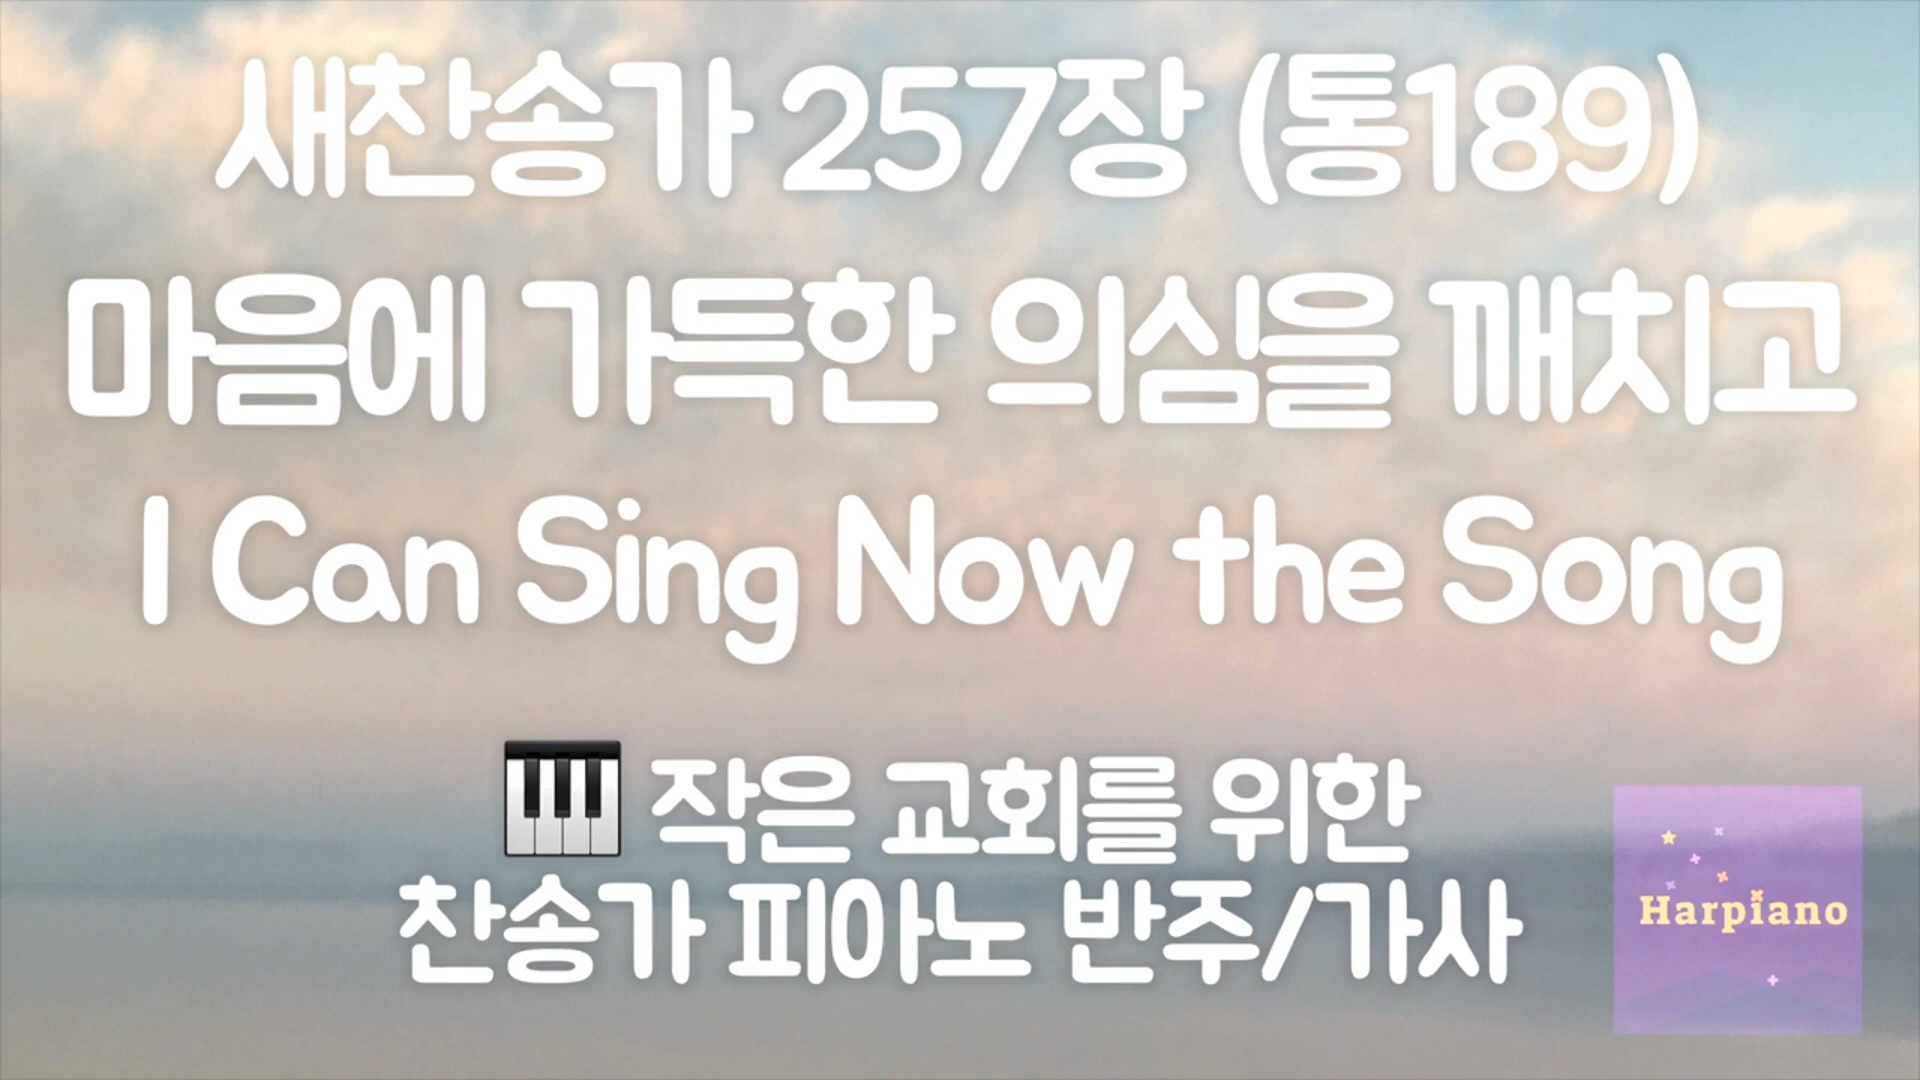 새찬송가 257장 (통189)
마음에 가득한 의심을 깨치고
I Can Sing Now the Song
작은 교회를 위한
찬송가 피아노 반주/가사
Harpiano